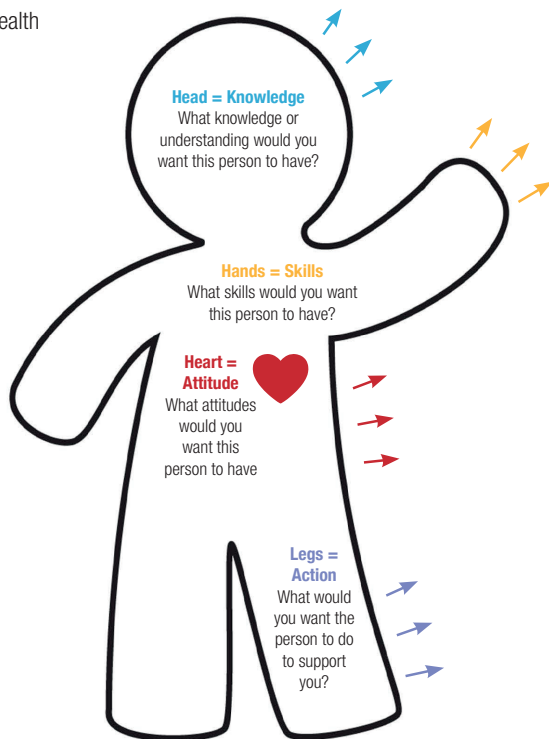 ealth
Head = Knowledge
What knowledge or
understanding would you
want this person to have?
Hands = Skills
What skills would you want
this person to have?
Heart =
Attitude
What attitudes
would you
want this
person to have
Legs =
Action
What would
you want the
person to do
to support
you?